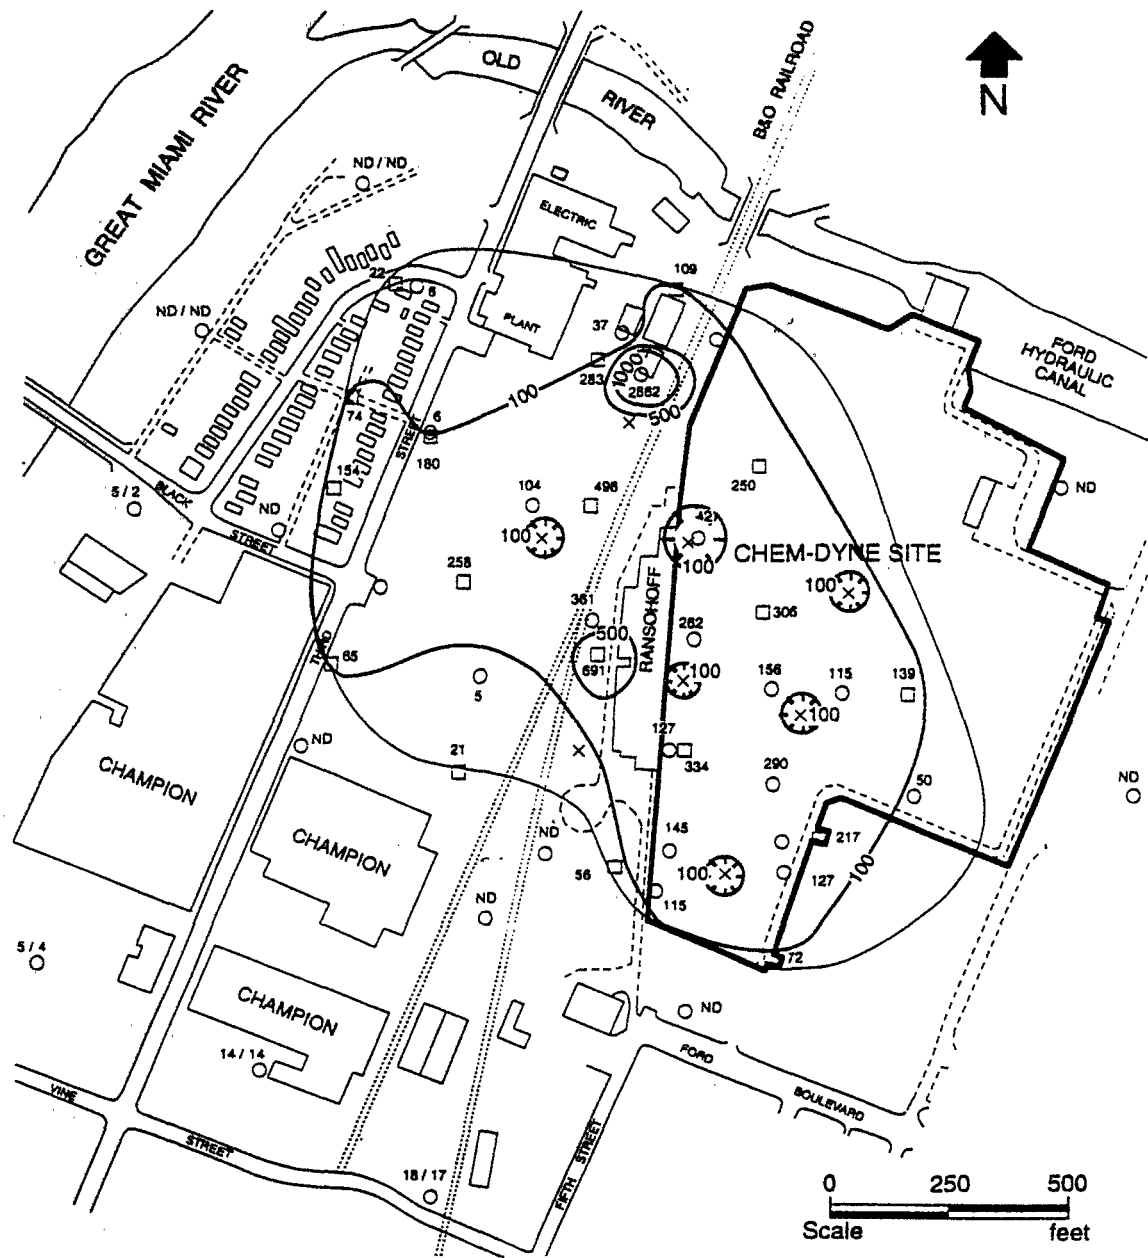 OLD
RIVER
B&O RAILROAD
N
GREAT MIAMI RIVER
ND / ND
ELECTRIC
22
6
109
ND / ND
PLANT
37
FORD
HYDRAULIC
CANAL
283
1000
2862
100
500
74
6
STREET
180
154
250
5 / 2
BLACK
ND
104
496
ND
STREET
421
100
CHEM-DYNE SITE
100
258
100
RANSOHOFF
361
306
500
262
THIRD
65
691
100
156
115
139
5
100
127
ND
21
334
CHAMPION
290
50
ND
ND
145
217
CHAMPION
56
100
127
100
ND
115
5 / 4
72
CHAMPION
ND
14 / 14
FORD
VINE
BOULEVARD
STREET
FIFTH STREET
18 / 17
0 250 500
Scale feet